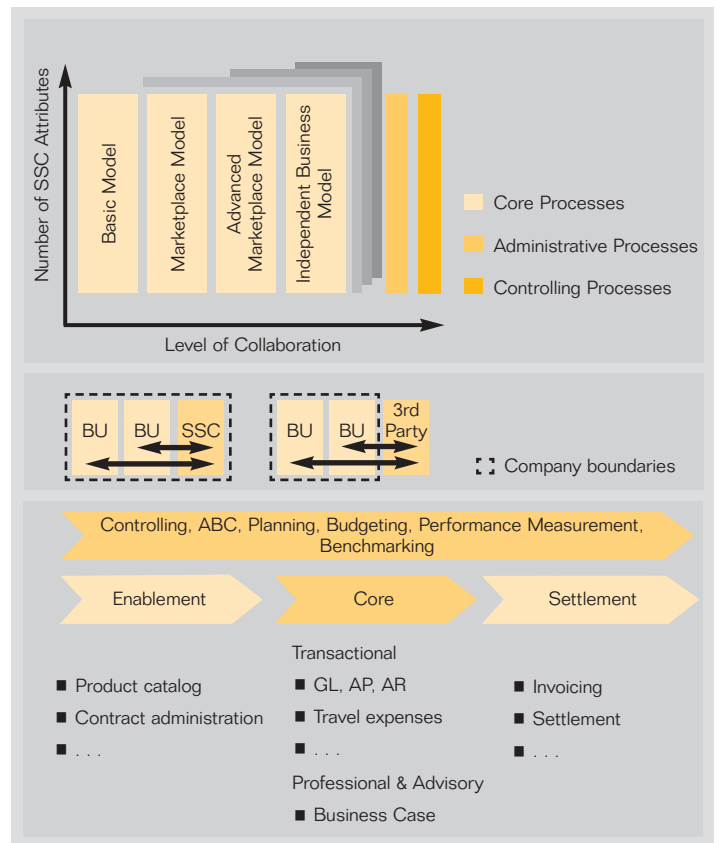 Number of SSC Attributes
Basic Model
Marketplace Model
Advanced
Marketplace Model
Independent Business
Model
Core Processes
Administrative Processes
Controlling Processes
Level of Collaboration
BU
BU
SSC
BU
BU
3rd
Party
Company boundaries
Controlling, ABC, Planning, Budgeting, Performance Measurement,
Benchmarking
Enablement
Core
Settlement
Product catalog
Contract administration
. . .
Transactional
GL, AP, AR
Travel expenses
. . .
Professional & Advisory
Business Case
Invoicing
Settlement
. . .